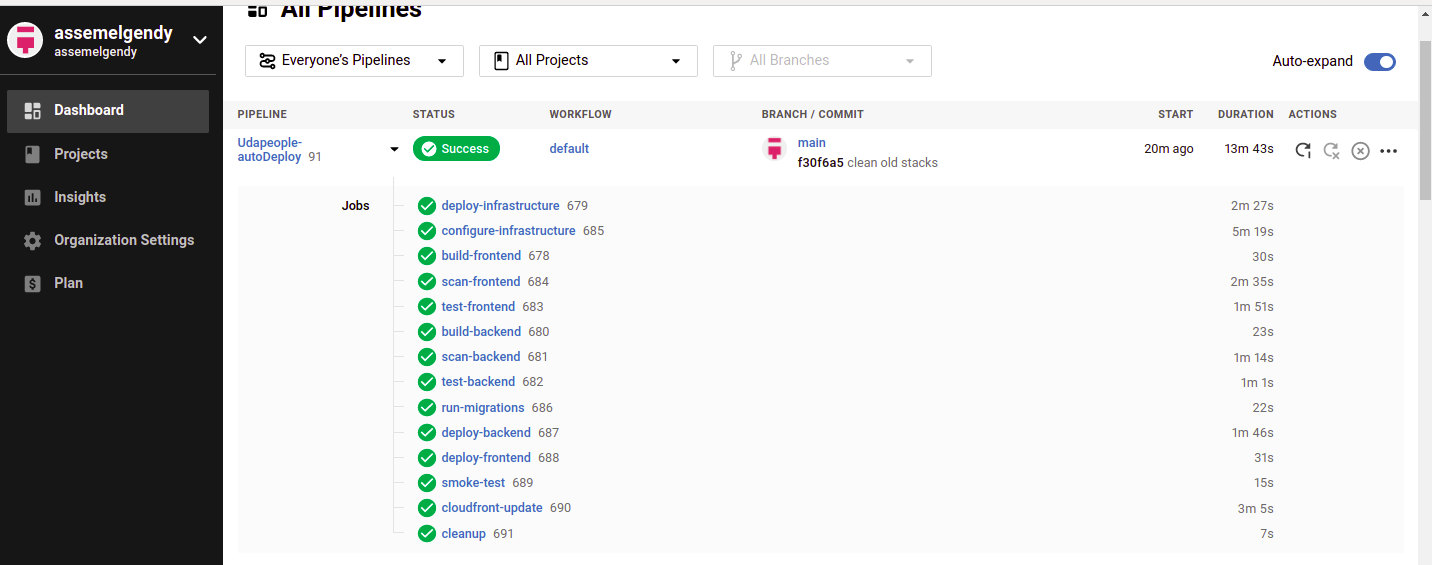 All Pipelines
assemelgendy
assemelgendy
Everyone's Pipelines
All Projects
All Branches
Auto-expand
Dashboard
Projects
Insights
Organization Settings
Plan
PIPELINE STATUS WORKFLOW BRANCH / COMMIT START DURATION ACTIONS
Udapeople-
autoDeploy 91
Success
default
main
f30f6a5 clean old stacks
20m ago
13m 43s
Jobs
deploy-infrastructure 679 2m 27s
configure-infrastructure 685 5m 19s
build-frontend 678 30s
scan-frontend 684 2m 35s
test-frontend 683 1m 51s
build-backend 680 23s
scan-backend 681 1m 14s
test-backend 682 1m 1s
run-migrations 686 22s
deploy-backend 687 1m 46s
deploy-frontend 688 31s
smoke-test 689 15s
cloudfront-update 690 3m 5s
cleanup 691 7s